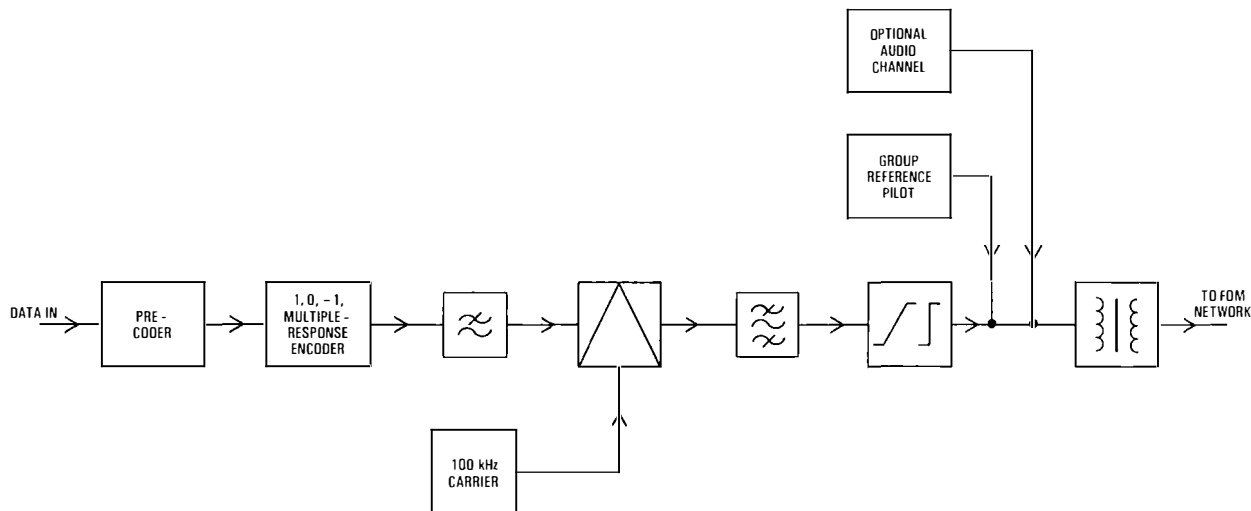 OPTIONAL
AUDIO
CHANNEL
GROUP
REFERENCE
PILOT
DATA IN
PRE -
CODER
1, 0, – 1,
MULTIPLE -
RESPONSE
ENCODER
TO FDM
NETWORK
100 kHz
CARRIER